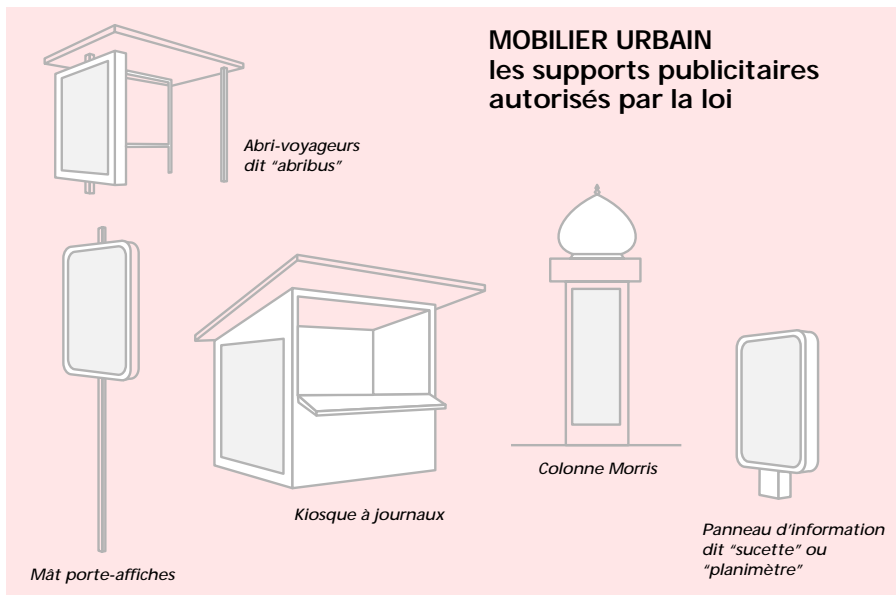 MOBILIER URBAIN
les supports publicitaires
autorisés par la loi
Abri-voyageurs
dit “abribus”
Colonne Morris
Kiosque à journaux
Panneau d’information
dit “sucette” ou
“planimètre”
Mât porte-affiches